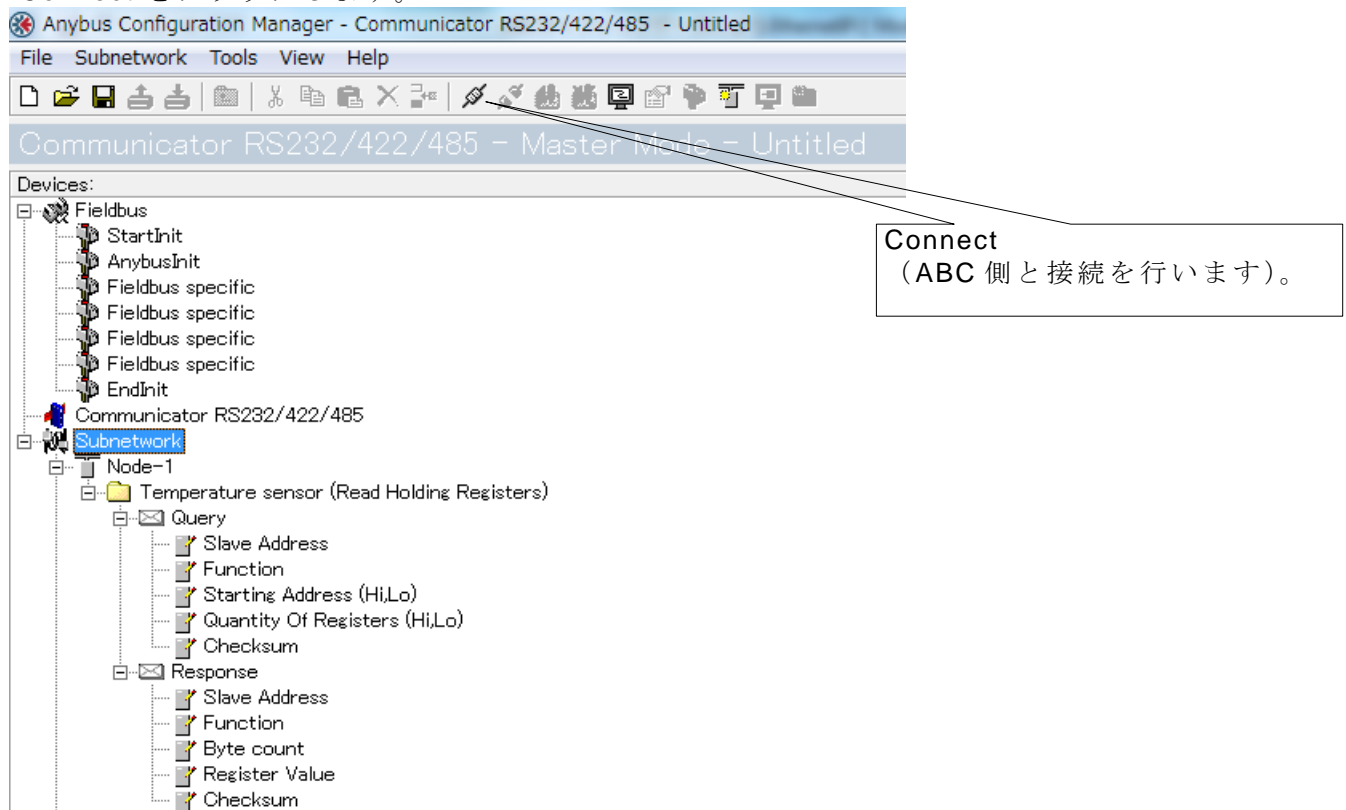 Anybus Configuration Manager - Communicator RS232/422/485 - Untitled
File Subnetwork Tools View Help
Communicator RS232/422/485 - Master Mode - Untitled
Devices:
Fieldbus
StartInit
AnybusInit
Fieldbus specific
Fieldbus specific
Fieldbus specific
Fieldbus specific
EndInit
Communicator RS232/422/485
Subnetwork
Node-1
Temperature sensor (Read Holding Registers)
Query
Slave Address
Function
Starting Address (Hi,Lo)
Quantity Of Registers (Hi,Lo)
Checksum
Response
Slave Address
Function
Byte count
Register Value
Checksum
Connect
（ABC 側と接続を行います）。